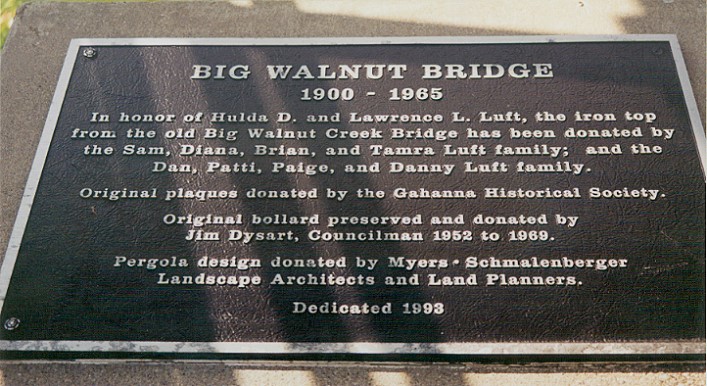 BIG WALNUT BRIDGE
1900 - 1965
In honor of Hulda D. and Lawrence L. Luft, the iron top
from the old Big Walnut Creek Bridge has been donated by
the Sam, Diana, Brian, and Tamra Luft family; and the
Dan, Patti, Paige, and Danny Luft family.
Original plaques donated by the Gahanna Historical Society.
Original bollard preserved and donated by
Jim Dysart, Councilman 1952 to 1969.
Pergola design donated by Myers · Schmalenberger
Landscape Architects and Land Planners.
Dedicated 1993